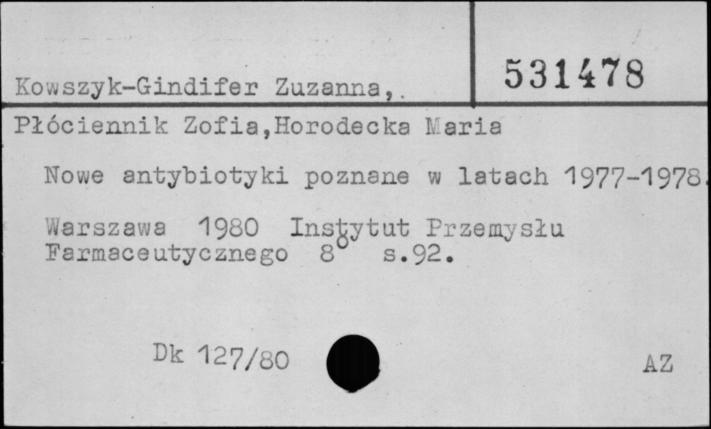 531478
Kowszyk-Gindifer Zuzanna,.
Płóciennik Zofia,Horodecka Maria
Nowe antybiotyki poznane w latach 1977-1978.
Warszawa 1980 Instytut Przemysłu
Farmaceutycznego 8° s.92.
Dk 127/80
AZ